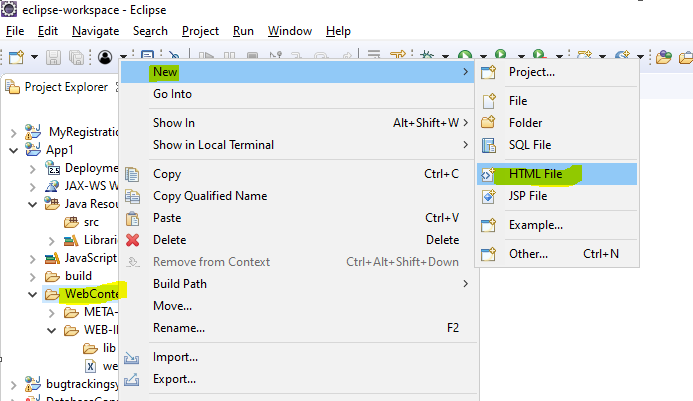 eclipse-workspace - Eclipse
File Edit Navigate Search Project Run Window Help
Project Explorer
MyRegistratio
App1
Deployme
JAX-WS W
Java Resou
src
Librarie
JavaScript
build
WebConte
META-
WEB-II
lib
we
bugtrackingsy
New
Go Into
Show In Alt+Shift+W
Show in Local Terminal
Copy Ctrl+C
Copy Qualified Name
Paste Ctrl+V
Delete Delete
Remove from Context Ctrl+Alt+Shift+Down
Build Path
Move...
Rename... F2
Import...
Export...
Project...
File
Folder
SQL File
HTML File
JSP File
Example...
Other... Ctrl+N